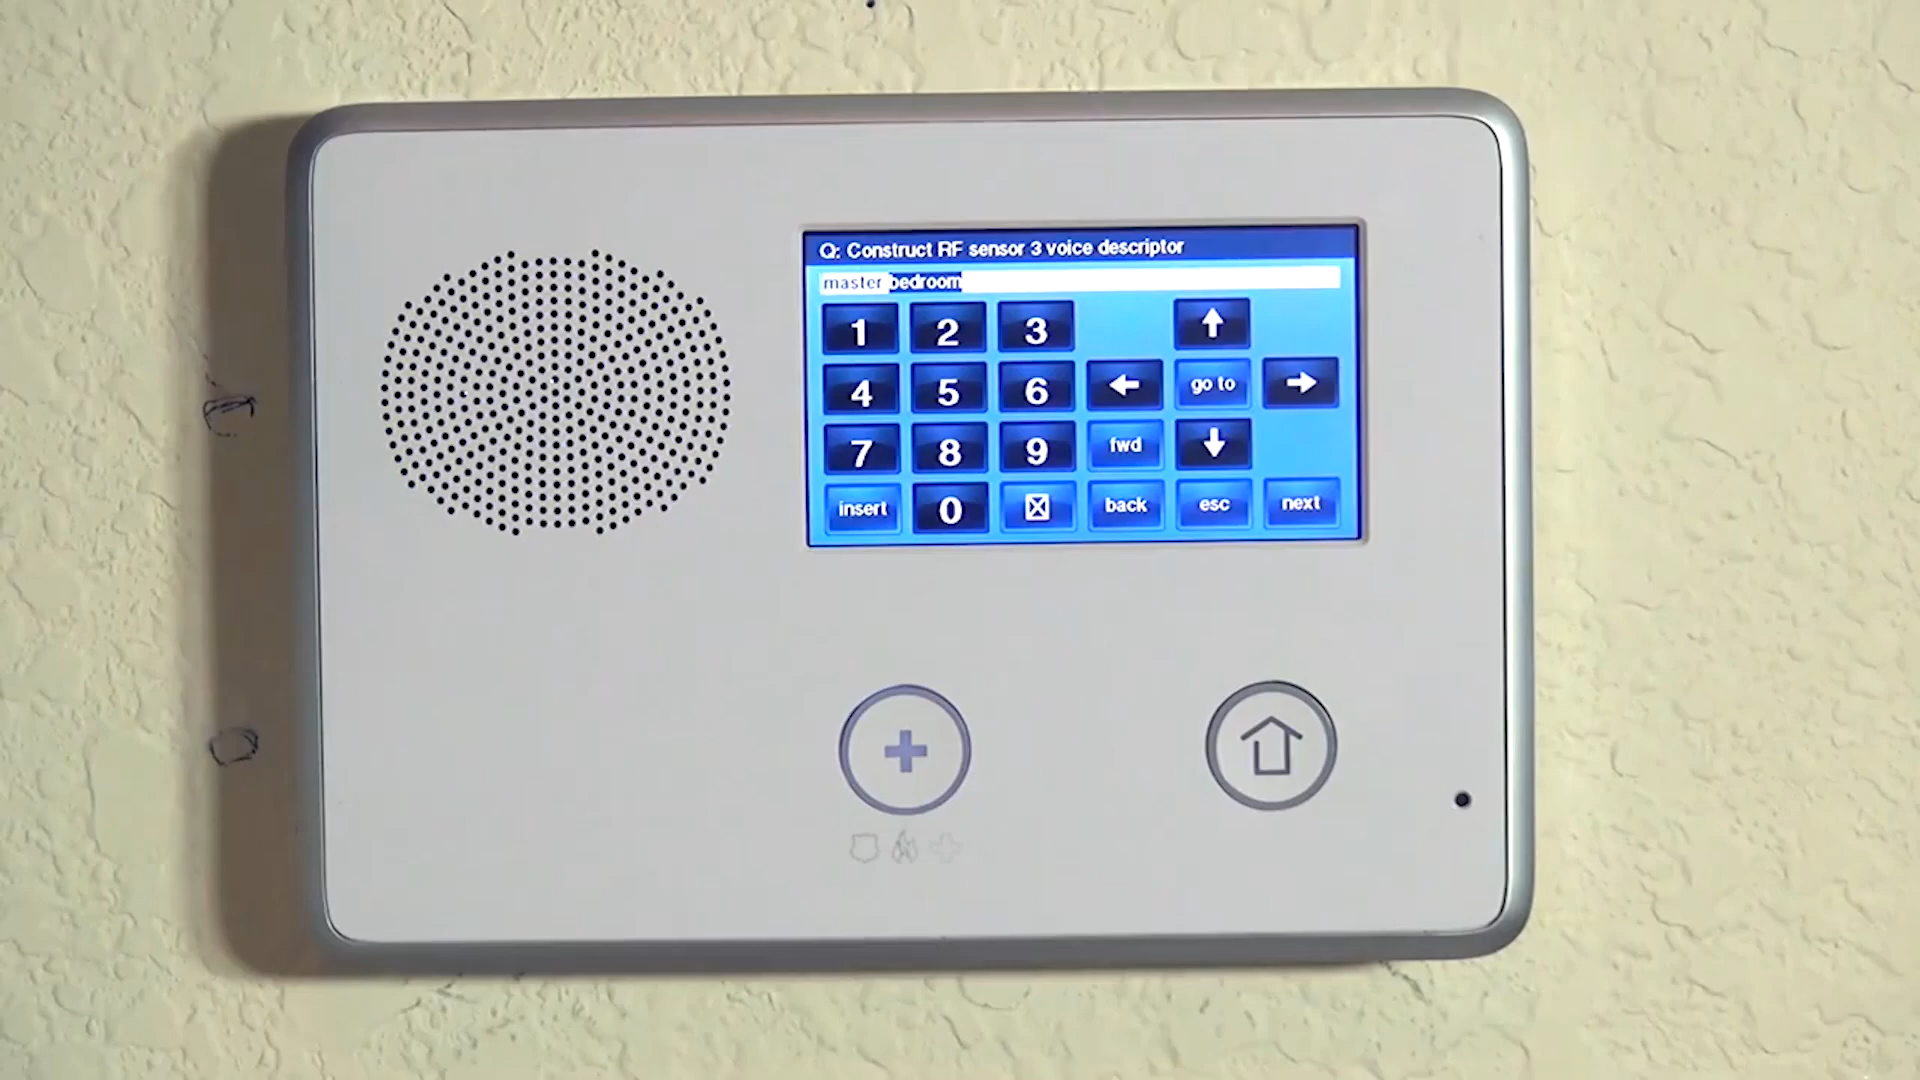 Q: Construct RF sensor 3 voice descriptor
master bedroom
1 2 3
4 5 6 go to
7 8 9 fwd
insert 0 back esc next